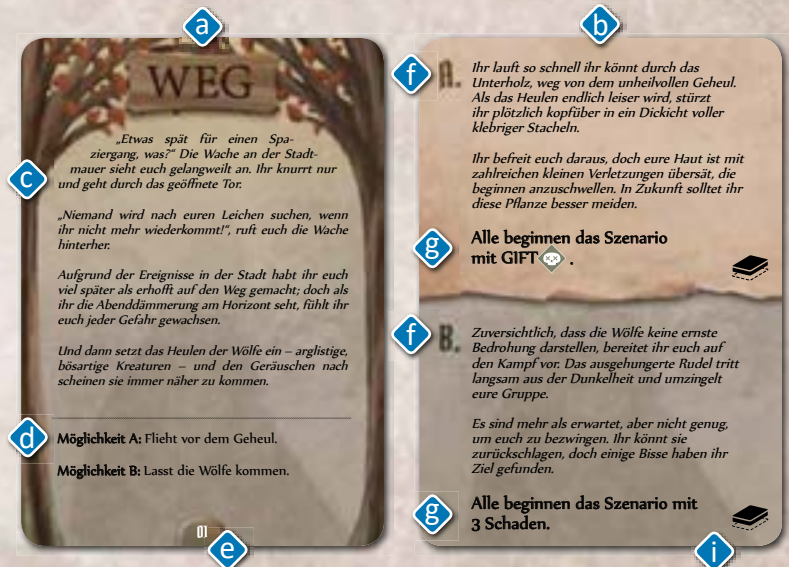 a
b
WEG
„Etwas spät für einen Spa-
ziergang, was?“ Die Wache an der Stadt-
mauer sieht euch gelangweilt an. Ihr knurrt nur
und geht durch das geöffnete Tor.
„Niemand wird nach euren Leichen suchen, wenn
ihr nicht mehr wiederkommt!“, ruft euch die Wache
hinterher.
Aufgrund der Ereignisse in der Stadt habt ihr euch
viel später als erhofft auf den Weg gemacht; doch als
ihr die Abenddämmerung am Horizont seht, fühlt ihr
euch jeder Gefahr gewachsen.
Und dann setzt das Heulen der Wölfe ein – arglistige,
bösartige Kreaturen – und den Geräuschen nach
scheinen sie immer näher zu kommen.
c
d
Möglichkeit A: Flieht vor dem Geheul.
Möglichkeit B: Lasst die Wölfe kommen.
01
e
f
A.
Ihr lauft so schnell ihr könnt durch das
Unterholz, weg von dem unheilvollen Geheul.
Als das Heulen endlich leiser wird, stürzt
ihr plötzlich kopfüber in ein Dickicht voller
klebriger Stacheln.
Ihr befreit euch daraus, doch eure Haut ist mit
zahlreichen kleinen Verletzungen übersät, die
beginnen anzuschwellen. In Zukunft solltet ihr
diese Pflanze besser meiden.
g
Alle beginnen das Szenario
mit GIFT .
f
B.
Zuversichtlich, dass die Wölfe keine ernste
Bedrohung darstellen, bereitet ihr euch auf
den Kampf vor. Das ausgehungerte Rudel tritt
langsam aus der Dunkelheit und umzingelt
eure Gruppe.
Es sind mehr als erwartet, aber nicht genug,
um euch zu bezwingen. Ihr könnt sie
zurückschlagen, doch einige Bisse haben ihr
Ziel gefunden.
g
Alle beginnen das Szenario mit
3 Schaden.
i